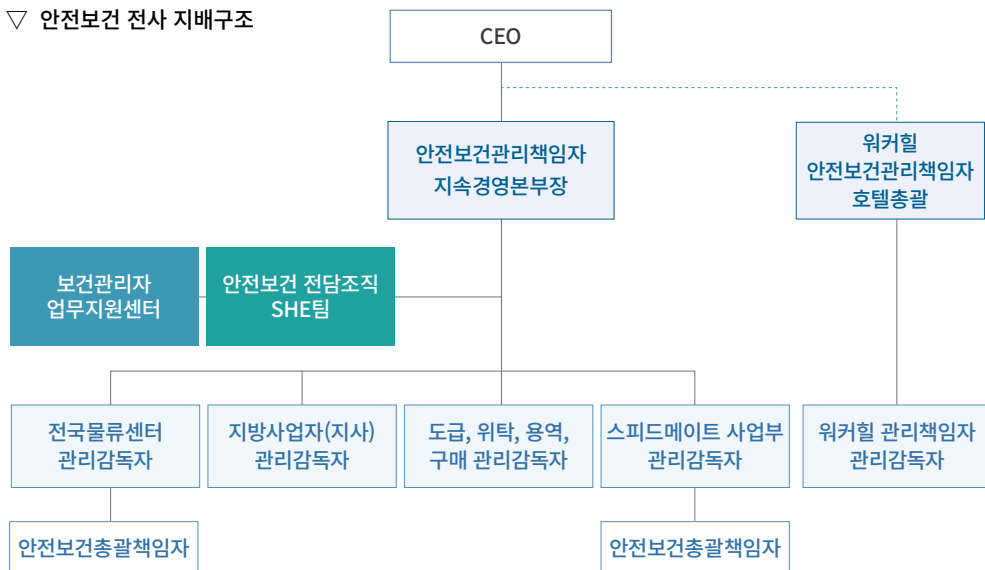 ▽ 안전보건 전사 지배구조
CEO
안전보건관리책임자
지속경영본부장
워커힐
안전보건관리책임자
호텔총괄
보건관리자
업무지원센터
안전보건 전담조직
SHE팀
전국물류센터
관리감독자
지방사업자(지사)
관리감독자
도급, 위탁, 용역,
구매 관리감독자
스피드메이트 사업부
관리감독자
워커힐 관리책임자
관리감독자
안전보건총괄책임자
안전보건총괄책임자